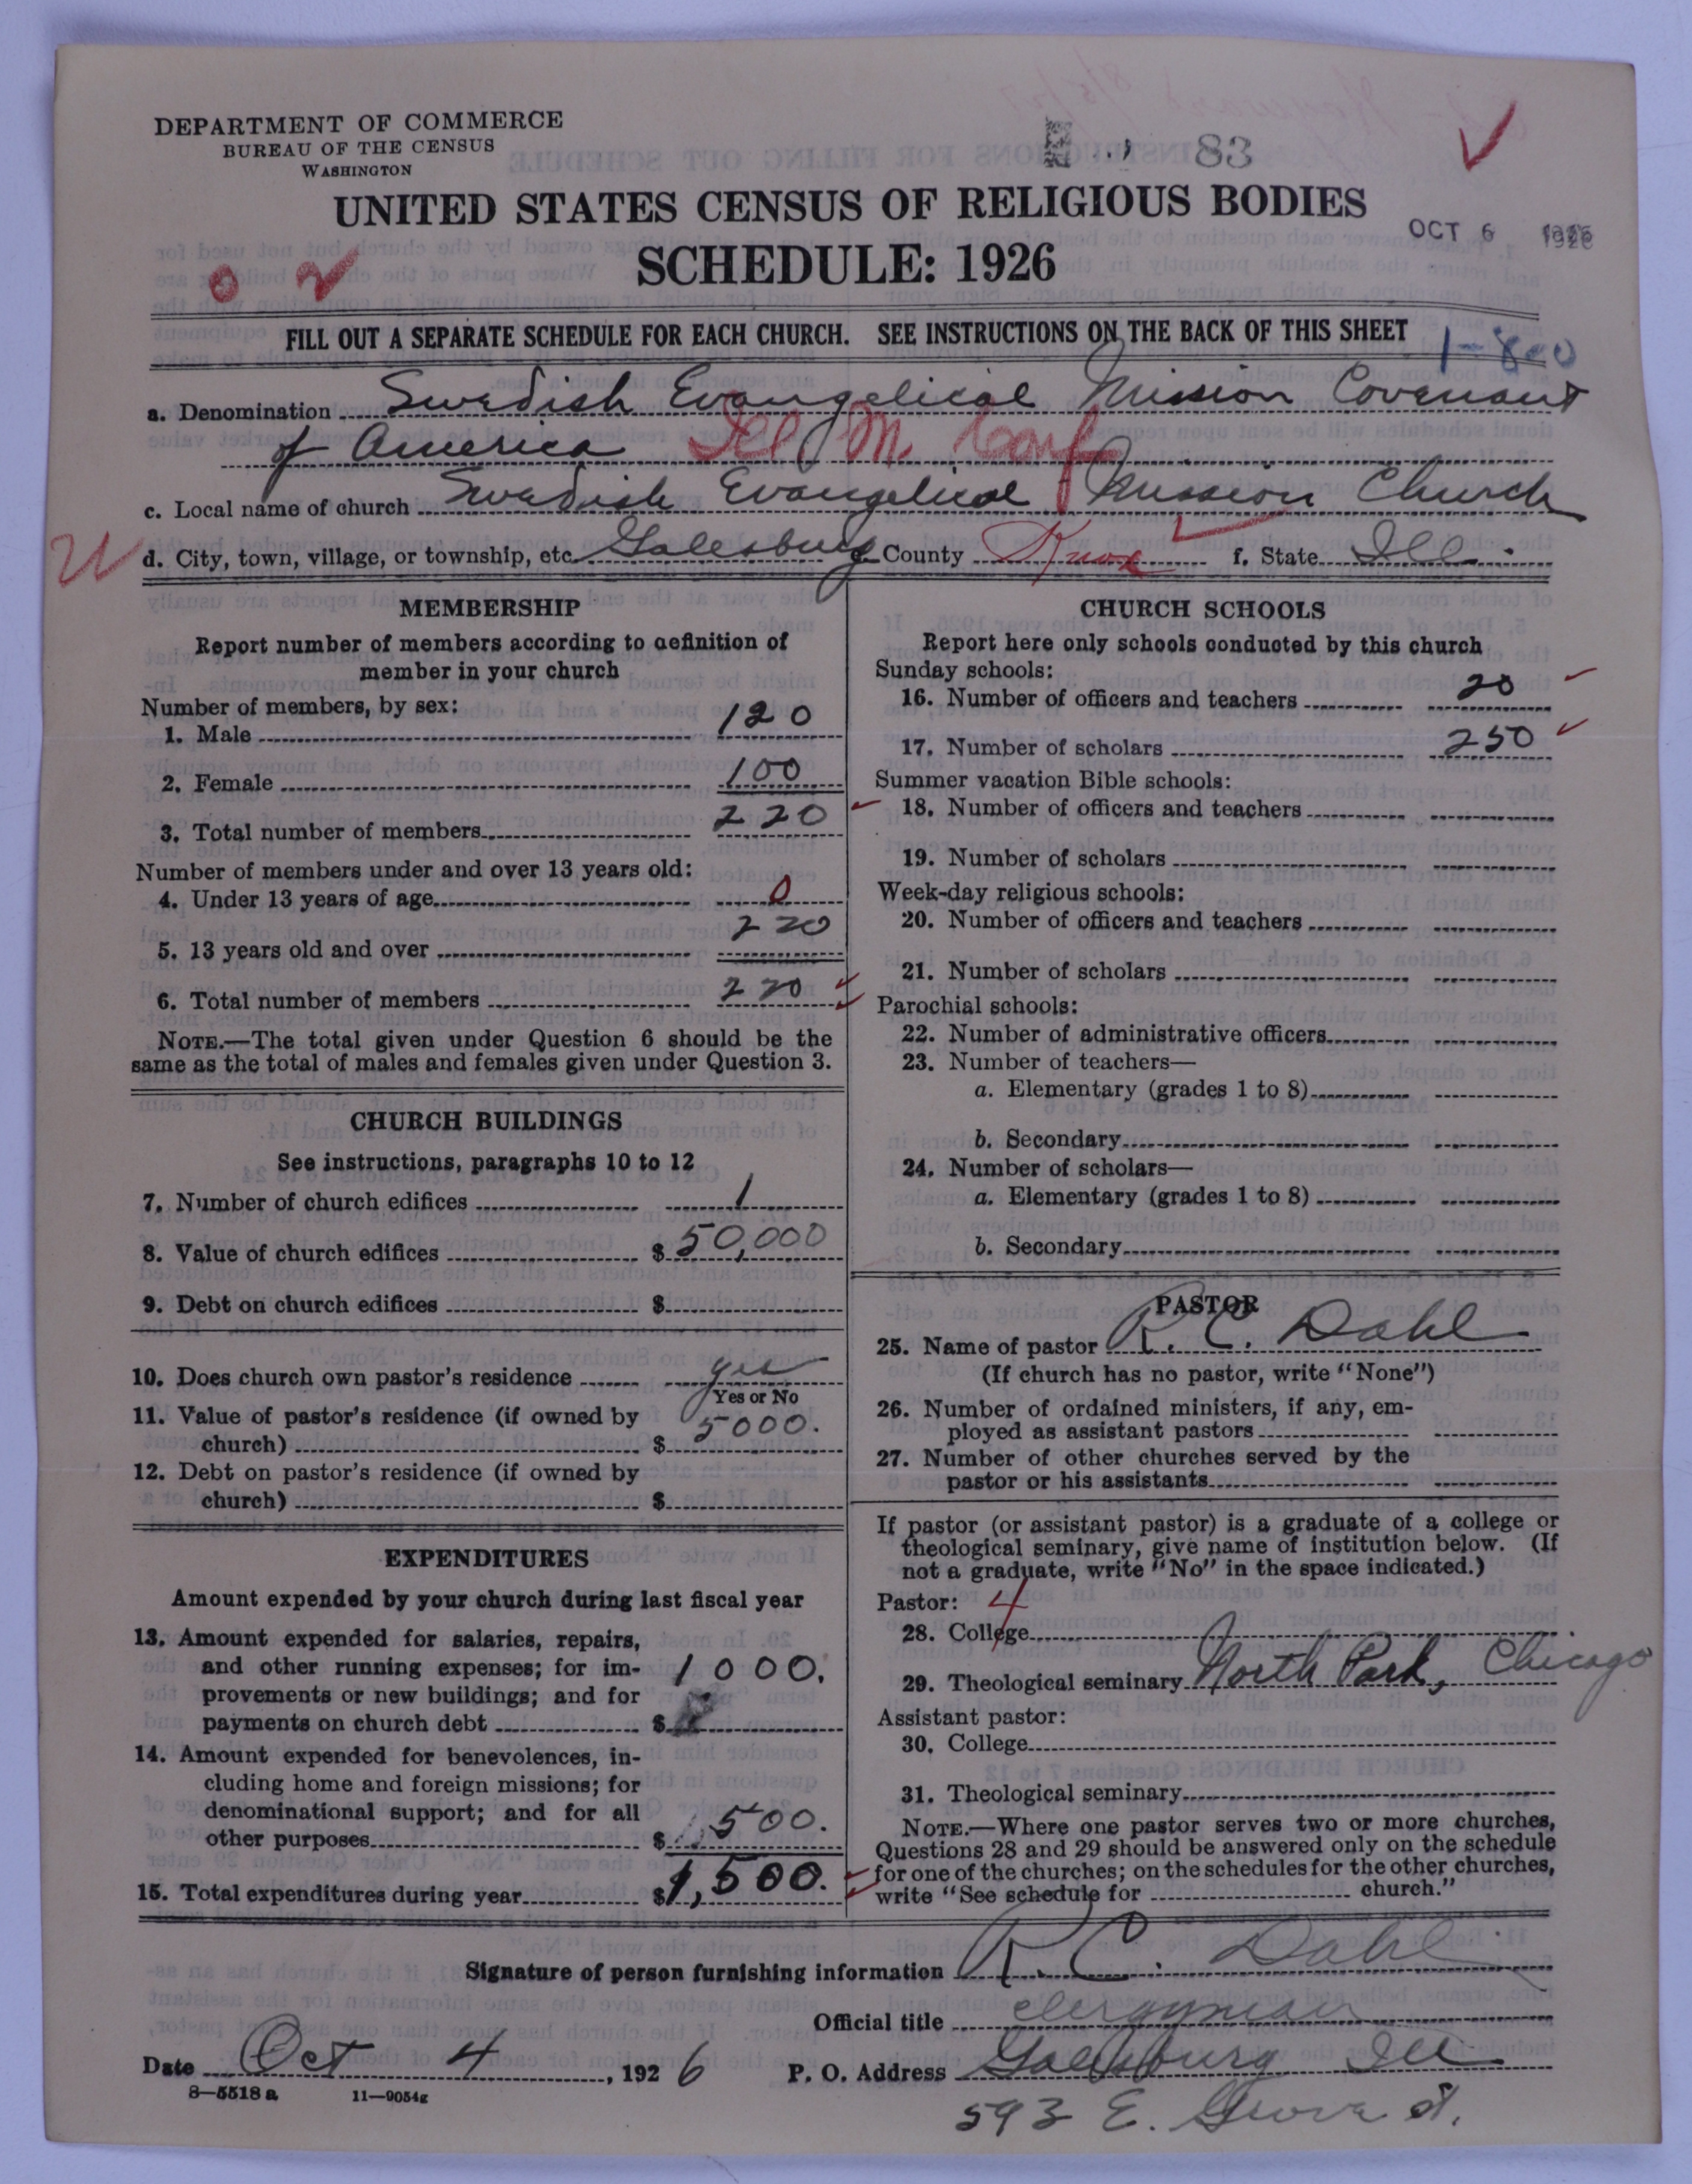 DEPARTMENT OF COMMERCE
BUREAU OF THE CENSUS
WASHINGTON
83
UNITED STATES CENSUS OF RELIGIOUS BODIES
OCT 6 1926
SCHEDULE: 1926
FILL OUT A SEPARATE SCHEDULE FOR EACH CHURCH. SEE INSTRUCTIONS ON THE BACK OF THIS SHEET
1-800
a. Denomination Swedish Evangelical Mission Covenant
of America Ill M. Conf
c. Local name of church Swedish Evangelical Mission Church
d. City, town, village, or township, etc. Galesburg e. County Knox f. State Ill.
MEMBERSHIP
Report number of members according to definition of
member in your church
Number of members, by sex:
1. Male 120
2. Female 100
3. Total number of members 220
Number of members under and over 13 years old:
4. Under 13 years of age 0
5. 13 years old and over 220
6. Total number of members 220
NOTE.—The total given under Question 6 should be the
same as the total of males and females given under Question 3.
CHURCH BUILDINGS
See instructions, paragraphs 10 to 12
7. Number of church edifices 1
8. Value of church edifices $ 50,000
9. Debt on church edifices $
10. Does church own pastor's residence yes
Yes or No
11. Value of pastor's residence (if owned by
church) $ 5000.
12. Debt on pastor's residence (if owned by
church) $
EXPENDITURES
Amount expended by your church during last fiscal year
13. Amount expended for salaries, repairs,
and other running expenses; for im-
provements or new buildings; and for
payments on church debt $ 1000.
14. Amount expended for benevolences, in-
cluding home and foreign missions; for
denominational support; and for all
other purposes $ 500.
15. Total expenditures during year $ 1,500.
CHURCH SCHOOLS
Report here only schools conducted by this church
Sunday schools:
16. Number of officers and teachers 20
17. Number of scholars 250
Summer vacation Bible schools:
18. Number of officers and teachers
19. Number of scholars
Week-day religious schools:
20. Number of officers and teachers
21. Number of scholars
Parochial schools:
22. Number of administrative officers
23. Number of teachers—
a. Elementary (grades 1 to 8)
b. Secondary
24. Number of scholars—
a. Elementary (grades 1 to 8)
b. Secondary
PASTOR
25. Name of pastor R. C. Dahl
(If church has no pastor, write "None")
26. Number of ordained ministers, if any, em-
ployed as assistant pastors
27. Number of other churches served by the
pastor or his assistants
If pastor (or assistant pastor) is a graduate of a college or
theological seminary, give name of institution below. (If
not a graduate, write "No" in the space indicated.)
Pastor: 4
28. College
29. Theological seminary North Park, Chicago
Assistant pastor:
30. College
31. Theological seminary
NOTE.—Where one pastor serves two or more churches,
Questions 28 and 29 should be answered only on the schedule
for one of the churches; on the schedules for the other churches,
write "See schedule for church."
Signature of person furnishing information R. C. Dahl
Official title clergyman
Date Oct 4, 1926 P. O. Address Galesburg Ill
8—5518 a 11—9054g
593 E. Grove St.